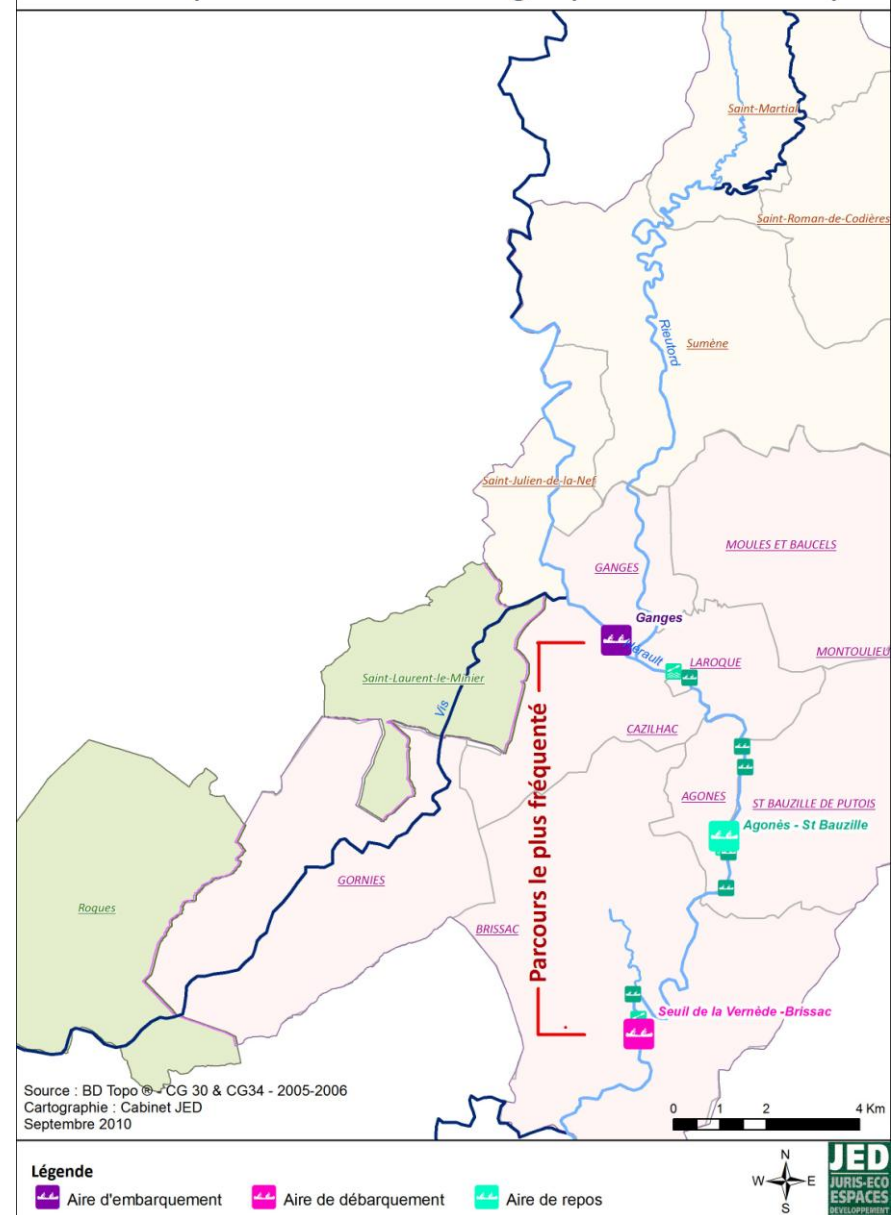 Saint-Martial
Saint-Roman-de-Codières
Rieutord
Sumène
Saint-Julien-de-la-Nef
MOULES ET BAUCELS
GANGES
Ganges
Hérault
LAROQUE
MONTOULIEU
Saint-Laurent-le-Minier
Vis
CAZILHAC
Parcours le plus fréquenté
AGONES
ST BAUZILLE DE PUTOIS
Agonès - St Bauzille
GORNIES
Rogues
BRISSAC
Seuil de la Vernède -Brissac
Source : BD Topo ® - CG 30 & CG34 - 2005-2006
Cartographie : Cabinet JED
Septembre 2010
0 1 2 4 Km
Légende
Aire d'embarquement
Aire de débarquement
Aire de repos
N
W E
S
JED
JURIS-ECO
ESPACES
DEVELOPPEMENT